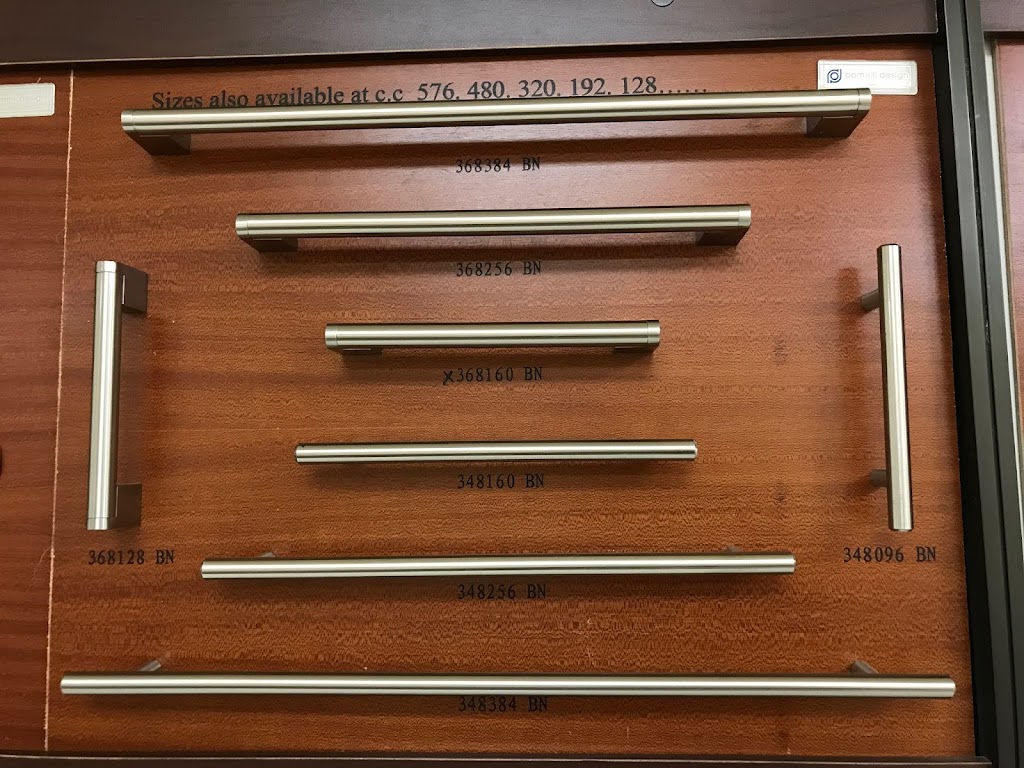 Sizes also available at c.c 576. 480. 320. 192. 128......
368384 BN
368256 BN
x368160 BN
348160 BN
368128 BN
348096 BN
348256 BN
348384 BN